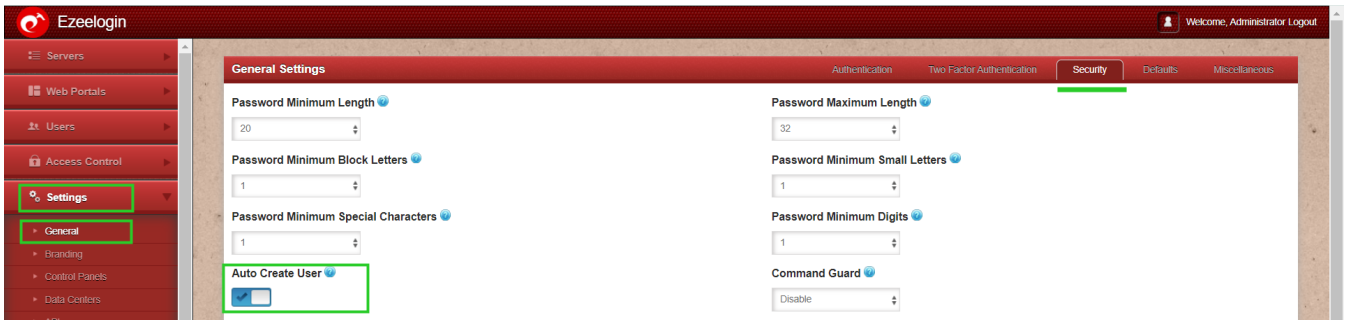 Ezeelogin
Welcome, Administrator Logout
Servers
Web Portals
Users
Access Control
Settings
General
Branding
Control Panels
Data Centers
API
General Settings
Authentication
Two Factor Authentication
Security
Defaults
Miscellaneous
Password Minimum Length
Password Maximum Length
20
32
Password Minimum Block Letters
Password Minimum Small Letters
1
1
Password Minimum Special Characters
Password Minimum Digits
1
1
Auto Create User
Command Guard
Disable